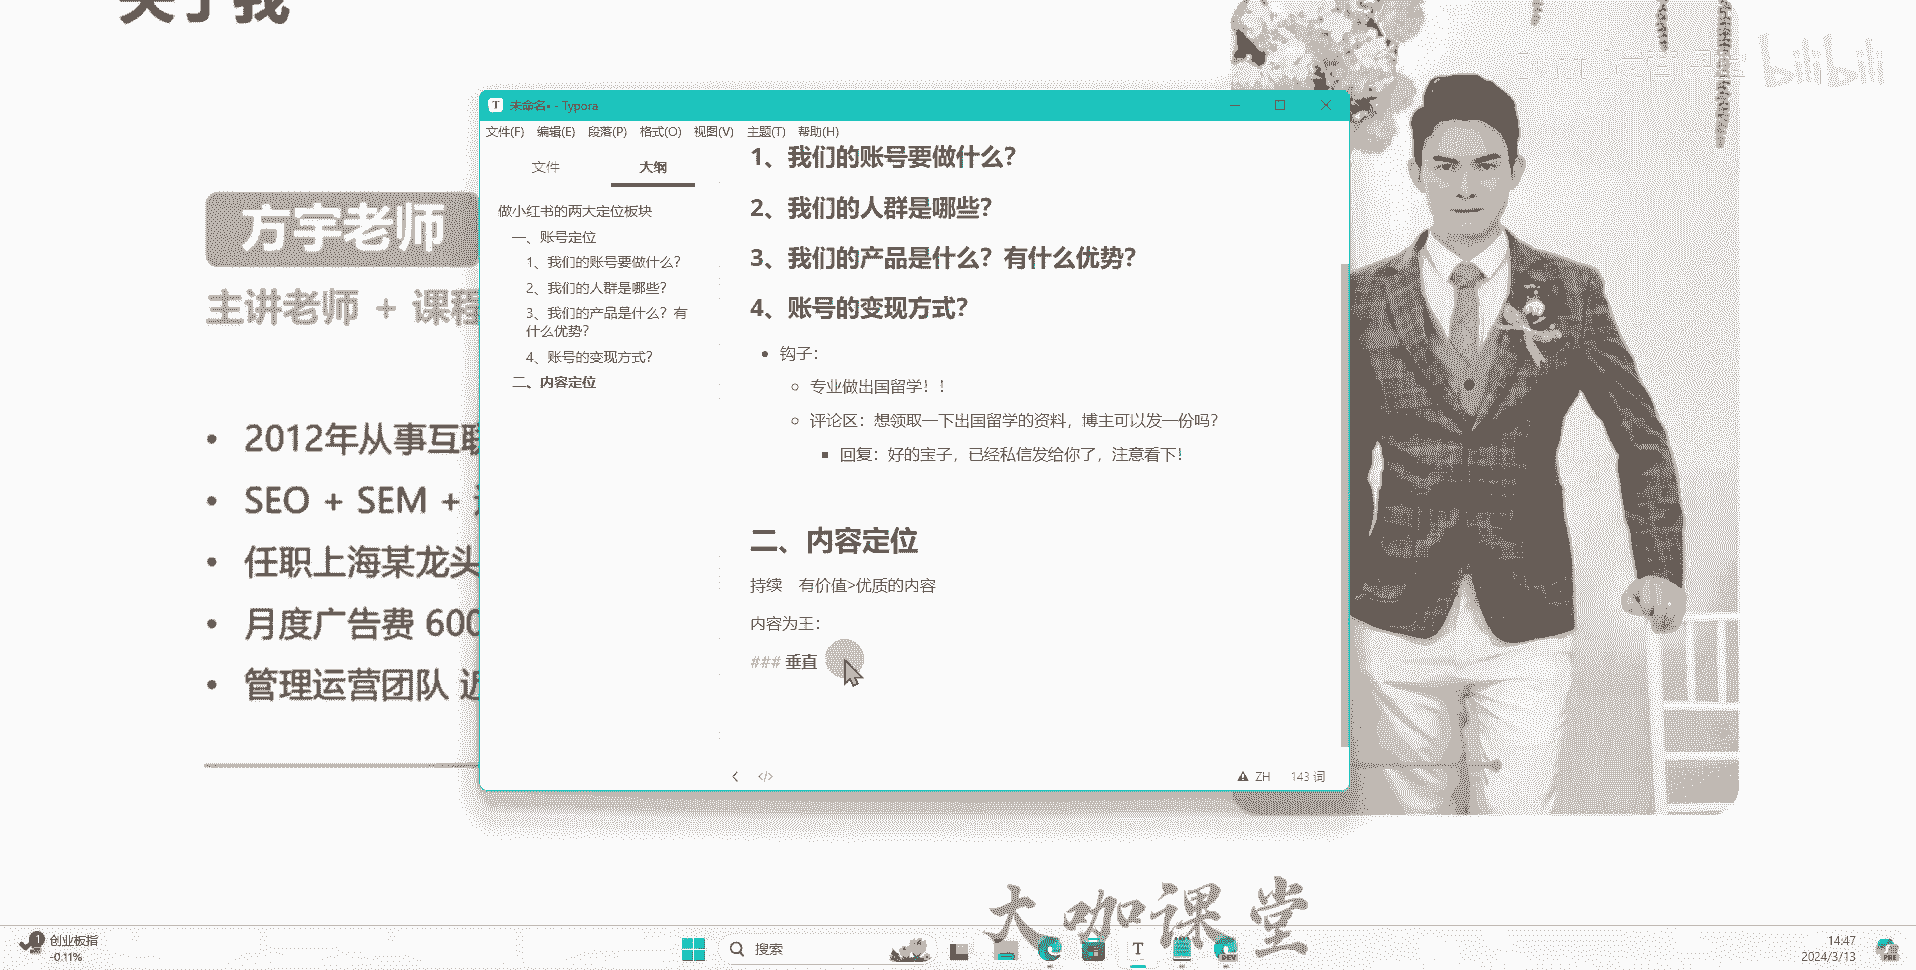 关于我
bilibili
方宇老师
主讲老师 + 课程
2012年从事互联
SEO + SEM +
任职上海某龙头
月度广告费 600
管理运营团队 近
未命名• - Typora
文件(F) 编辑(E) 段落(P) 格式(O) 视图(V) 主题(T) 帮助(H)
文件 大纲
做小红书的两大定位板块
一、账号定位
1、我们的账号要做什么？
2、我们的人群是哪些？
3、我们的产品是什么？有
什么优势？
4、账号的变现方式？
二、内容定位
1、我们的账号要做什么？
2、我们的人群是哪些？
3、我们的产品是什么？有什么优势？
4、账号的变现方式？
钩子：
专业做出国留学！！
评论区：想领取一下出国留学的资料，博主可以发一份吗？
回复：好的宝子，已经私信发给你了，注意看下！
二、内容定位
持续 有价值>优质的内容
内容为王：
### 垂直
ZH 143 词
大咖课堂
1
创业板指
-0.11%
搜索
T
DEV
14:47
2024/3/13
PRE